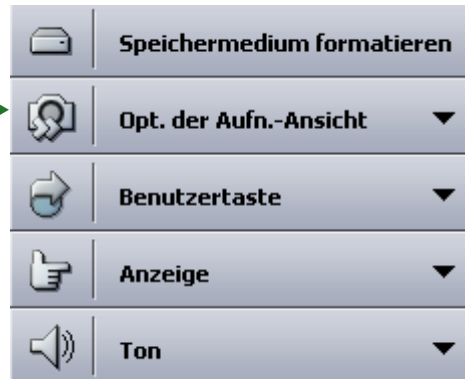 Speichermedium formatieren
Opt. der Aufn.-Ansicht
Benutzertaste
Anzeige
Ton